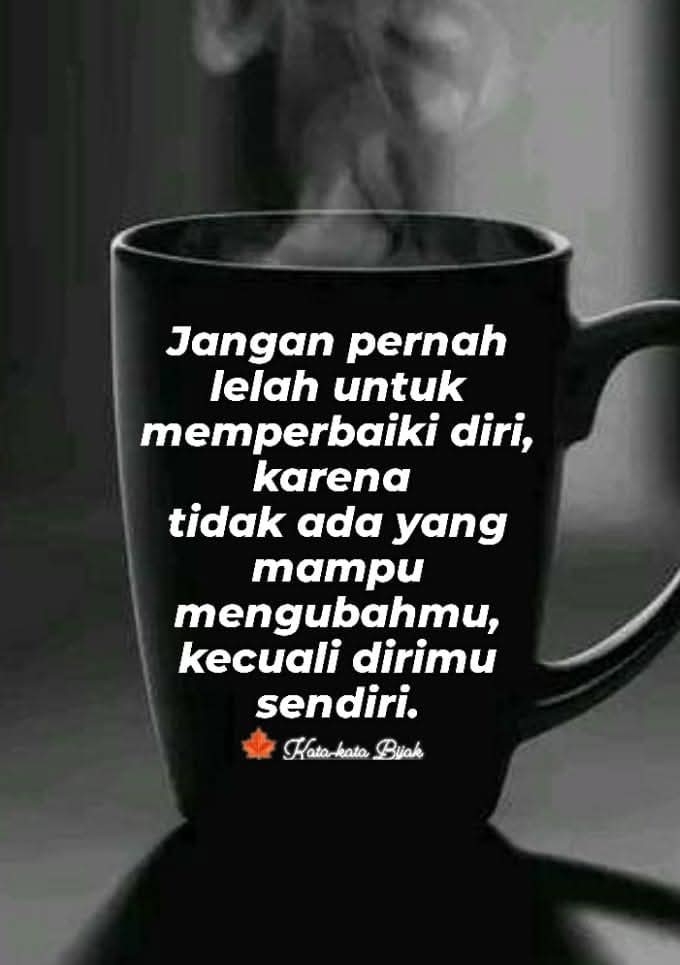 Jangan pernah
lelah untuk
memperbaiki diri,
karena
tidak ada yang
mampu
mengubahmu,
kecuali dirimu
sendiri.
Kata-kata Bijak